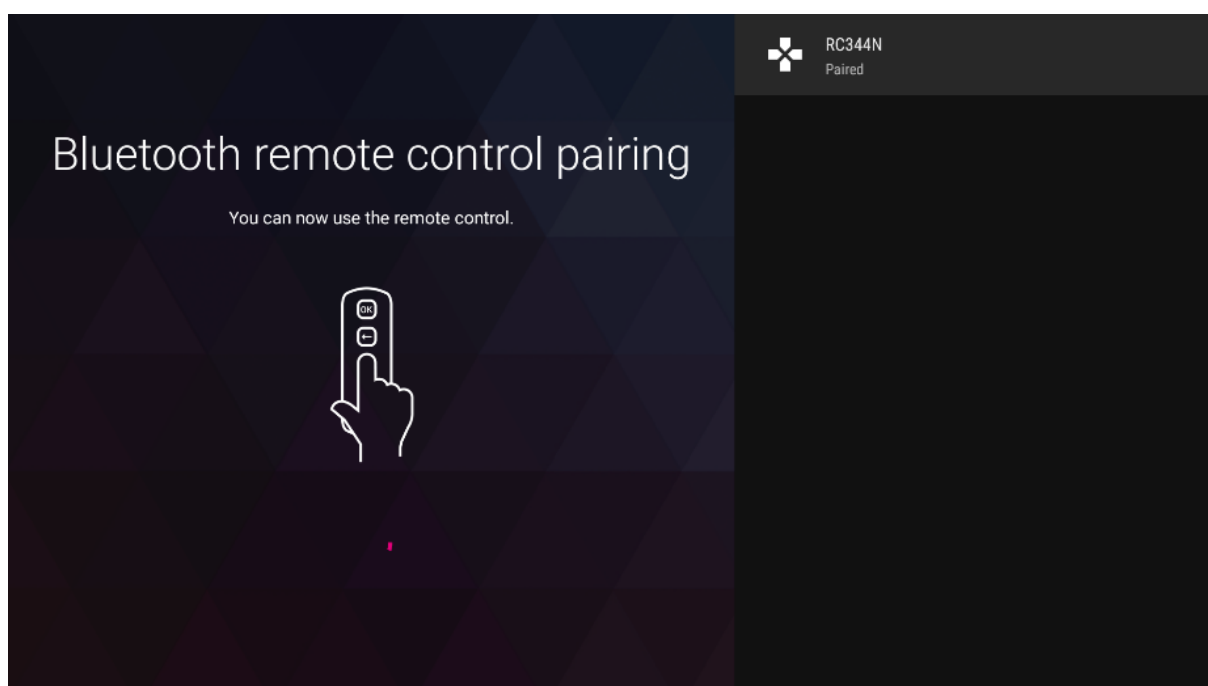 Bluetooth remote control pairing
You can now use the remote control.
OK
RC344N
Paired